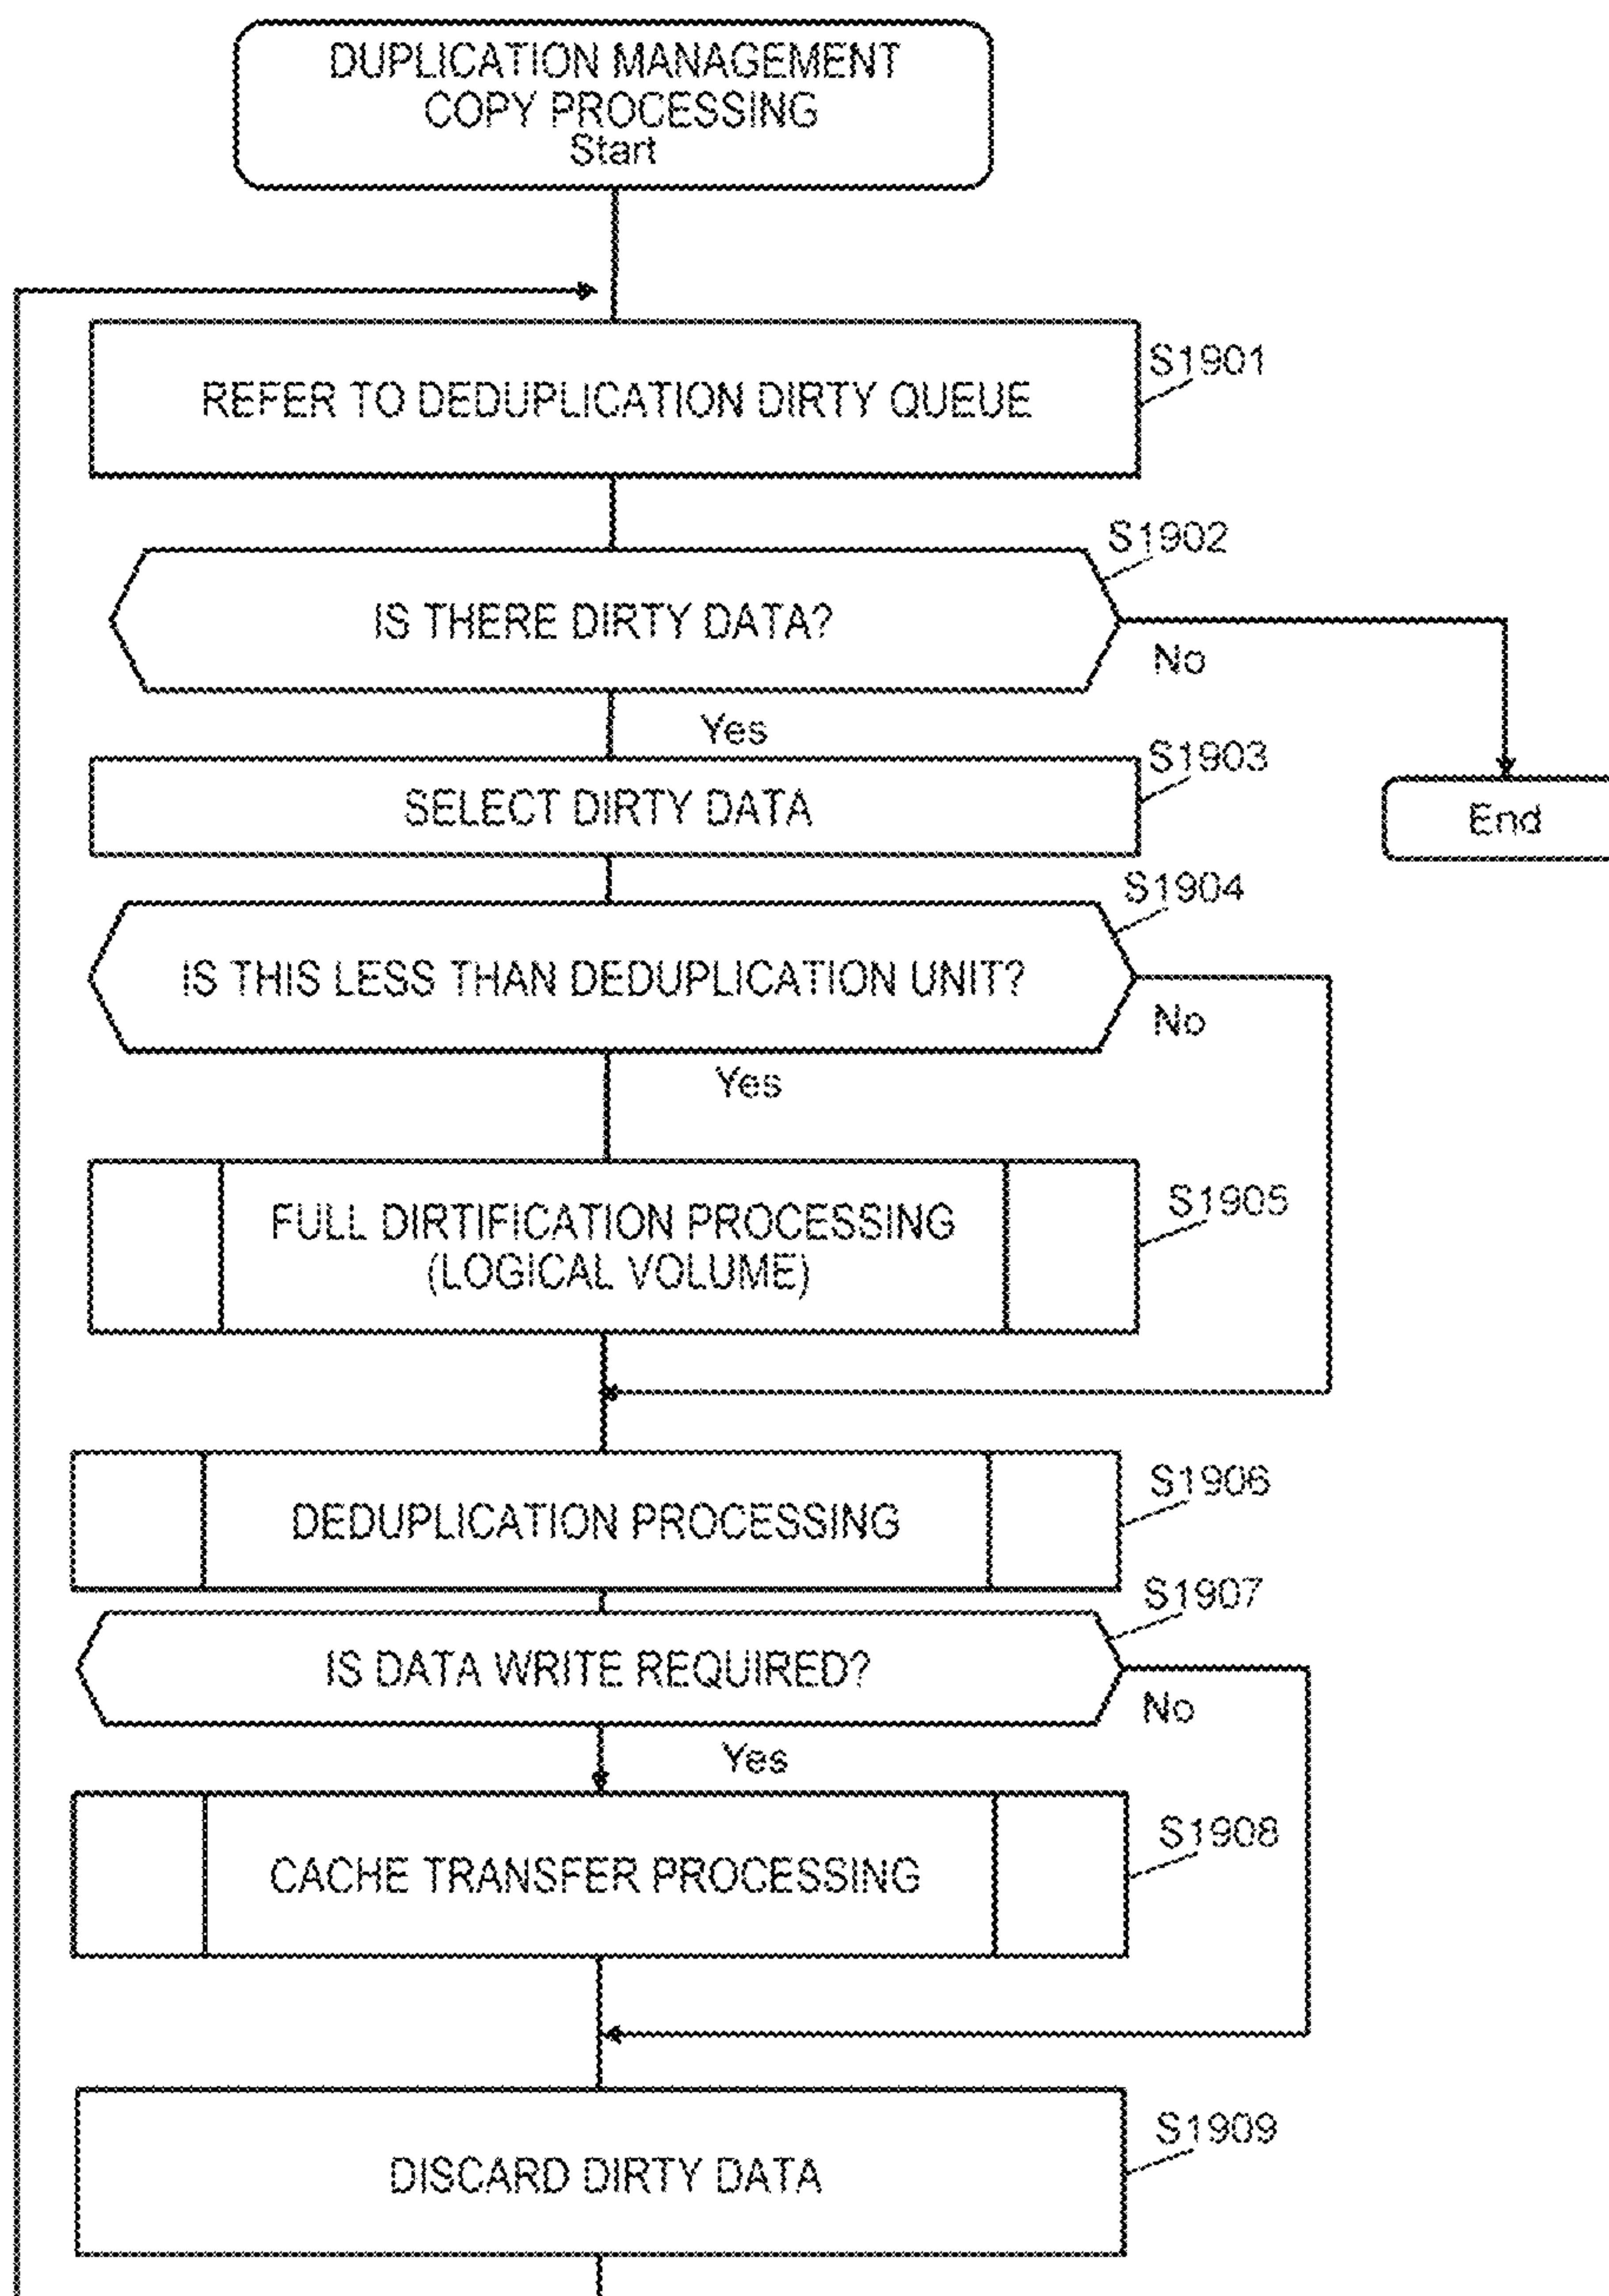 DUPLICATION MANAGEMENT
COPY PROCESSING
Start
S1901
REFER TO DEDUPLICATION DIRTY QUEUE
S1902
IS THERE DIRTY DATA?
No
Yes
S1903
SELECT DIRTY DATA
End
S1904
IS THIS LESS THAN DEDUPLICATION UNIT?
No
Yes
S1905
FULL DIRTIFICATION PROCESSING
(LOGICAL VOLUME)
S1906
DEDUPLICATION PROCESSING
S1907
IS DATA WRITE REQUIRED?
No
Yes
S1908
CACHE TRANSFER PROCESSING
S1909
DISCARD DIRTY DATA